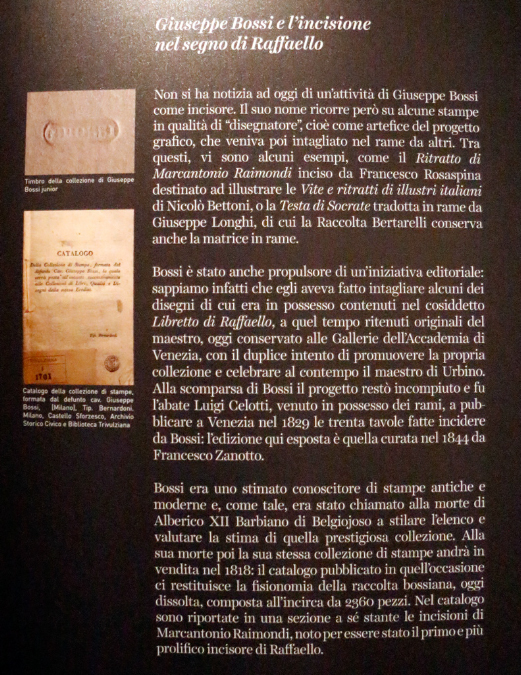 Giuseppe Bossi e l'incisione
nel segno di Raffaello
Non si ha notizia ad oggi di un'attività di Giuseppe Bossi
come incisore. Il suo nome ricorre però su alcune stampe
in qualità di “disegnatore”, cioè come artefice del progetto
grafico, che veniva poi intagliato nel rame da altri. Tra
questi, vi sono alcuni esempi, come il Ritratto di
Marcantonio Raimondi inciso da Francesco Rosaspina
destinato ad illustrare le Vite e ritratti di illustri italiani
di Nicolò Bettoni, o la Testa di Socrate tradotta in rame da
Giuseppe Longhi, di cui la Raccolta Bertarelli conserva
anche la matrice in rame.
Bossi è stato anche propulsore di un'iniziativa editoriale:
sappiamo infatti che egli aveva fatto intagliare alcuni dei
disegni di cui era in possesso contenuti nel cosiddetto
Libretto di Raffaello, a quel tempo ritenuti originali del
maestro, oggi conservato alle Gallerie dell'Accademia di
Venezia, con il duplice intento di promuovere la propria
collezione e celebrare al contempo il maestro di Urbino.
Alla scomparsa di Bossi il progetto restò incompiuto e fu
l'abate Luigi Celotti, venuto in possesso dei rami, a pub-
blicare a Venezia nel 1829 le trenta tavole fatte incidere
da Bossi: l'edizione qui esposta è quella curata nel 1844 da
Francesco Zanotto.
Bossi era uno stimato conoscitore di stampe antiche e
moderne e, come tale, era stato chiamato alla morte di
Alberico XII Barbiano di Belgiojoso a stilare l'elenco e
valutare la stima di quella prestigiosa collezione. Alla
sua morte poi la sua stessa collezione di stampe andrà in
vendita nel 1818: il catalogo pubblicato in quell'occasione
ci restituisce la fisionomia della raccolta bossiana, oggi
dissolta, composta all'incirca da 2360 pezzi. Nel catalogo
sono riportate in una sezione a sé stante le incisioni di
Marcantonio Raimondi, noto per essere stato il primo e più
prolifico incisore di Raffaello.
Timbro della collezione di Giuseppe
Bossi junior
CATALOGO
Catalogo della collezione di stampe,
formata dal defunto cav. Giuseppe
Bossi, [Milano], Tip. Bernardoni.
Milano, Castello Sforzesco, Archivio
Storico Civico e Biblioteca Trivulziana